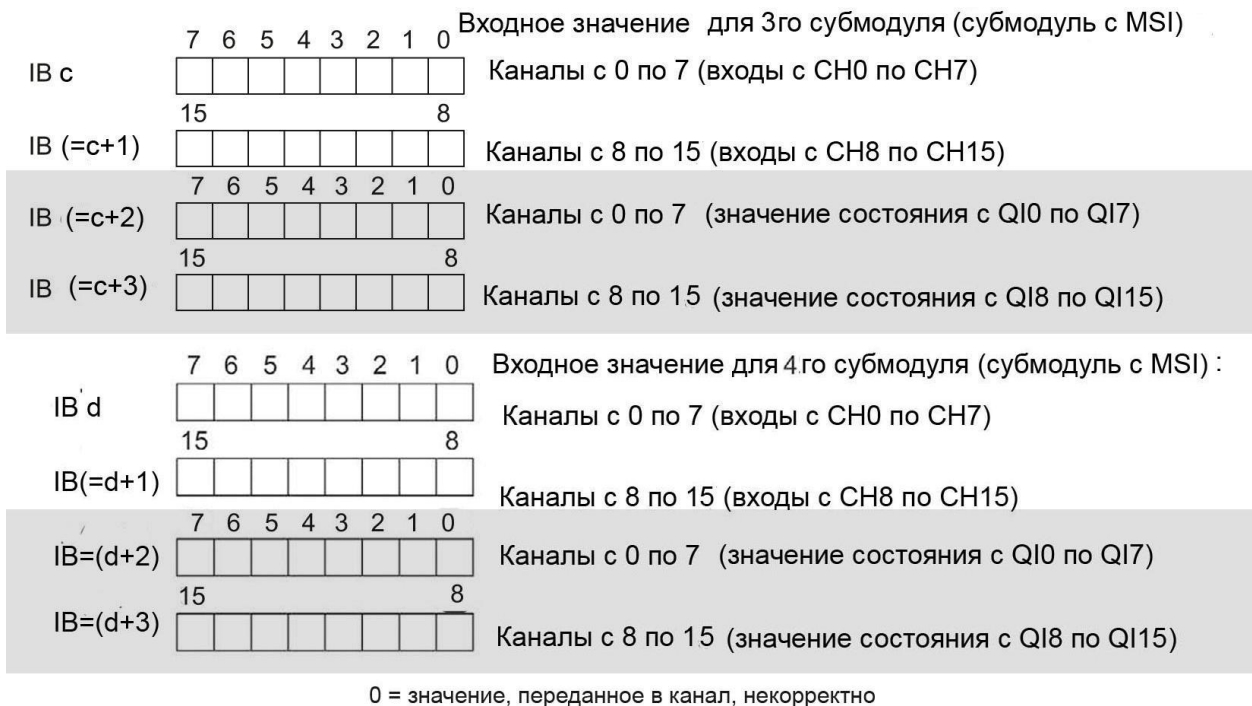 Входное значение для 3го субмодуля (субмодуль с MSI)
7 6 5 4 3 2 1 0
IB c Каналы с 0 по 7 (входы с CH0 по CH7)
15 8
IB (=c+1) Каналы с 8 по 15 (входы с CH8 по CH15)
7 6 5 4 3 2 1 0
IB (=c+2) Каналы с 0 по 7 (значение состояния с QI0 по QI7)
15 8
IB (=c+3) Каналы с 8 по 15 (значение состояния с QI8 по QI15)
7 6 5 4 3 2 1 0 Входное значение для 4.го субмодуля (субмодуль с MSI) :
IB d Каналы с 0 по 7 (входы с CH0 по CH7)
15 8
IB(=d+1) Каналы с 8 по 15 (входы с CH8 по CH15)
7 6 5 4 3 2 1 0
IB=(d+2) Каналы с 0 по 7 (значение состояния с QI0 по QI7)
15 8
IB=(d+3) Каналы с 8 по 15 (значение состояния с QI8 по QI15)
0 = значение, переданное в канал, некорректно